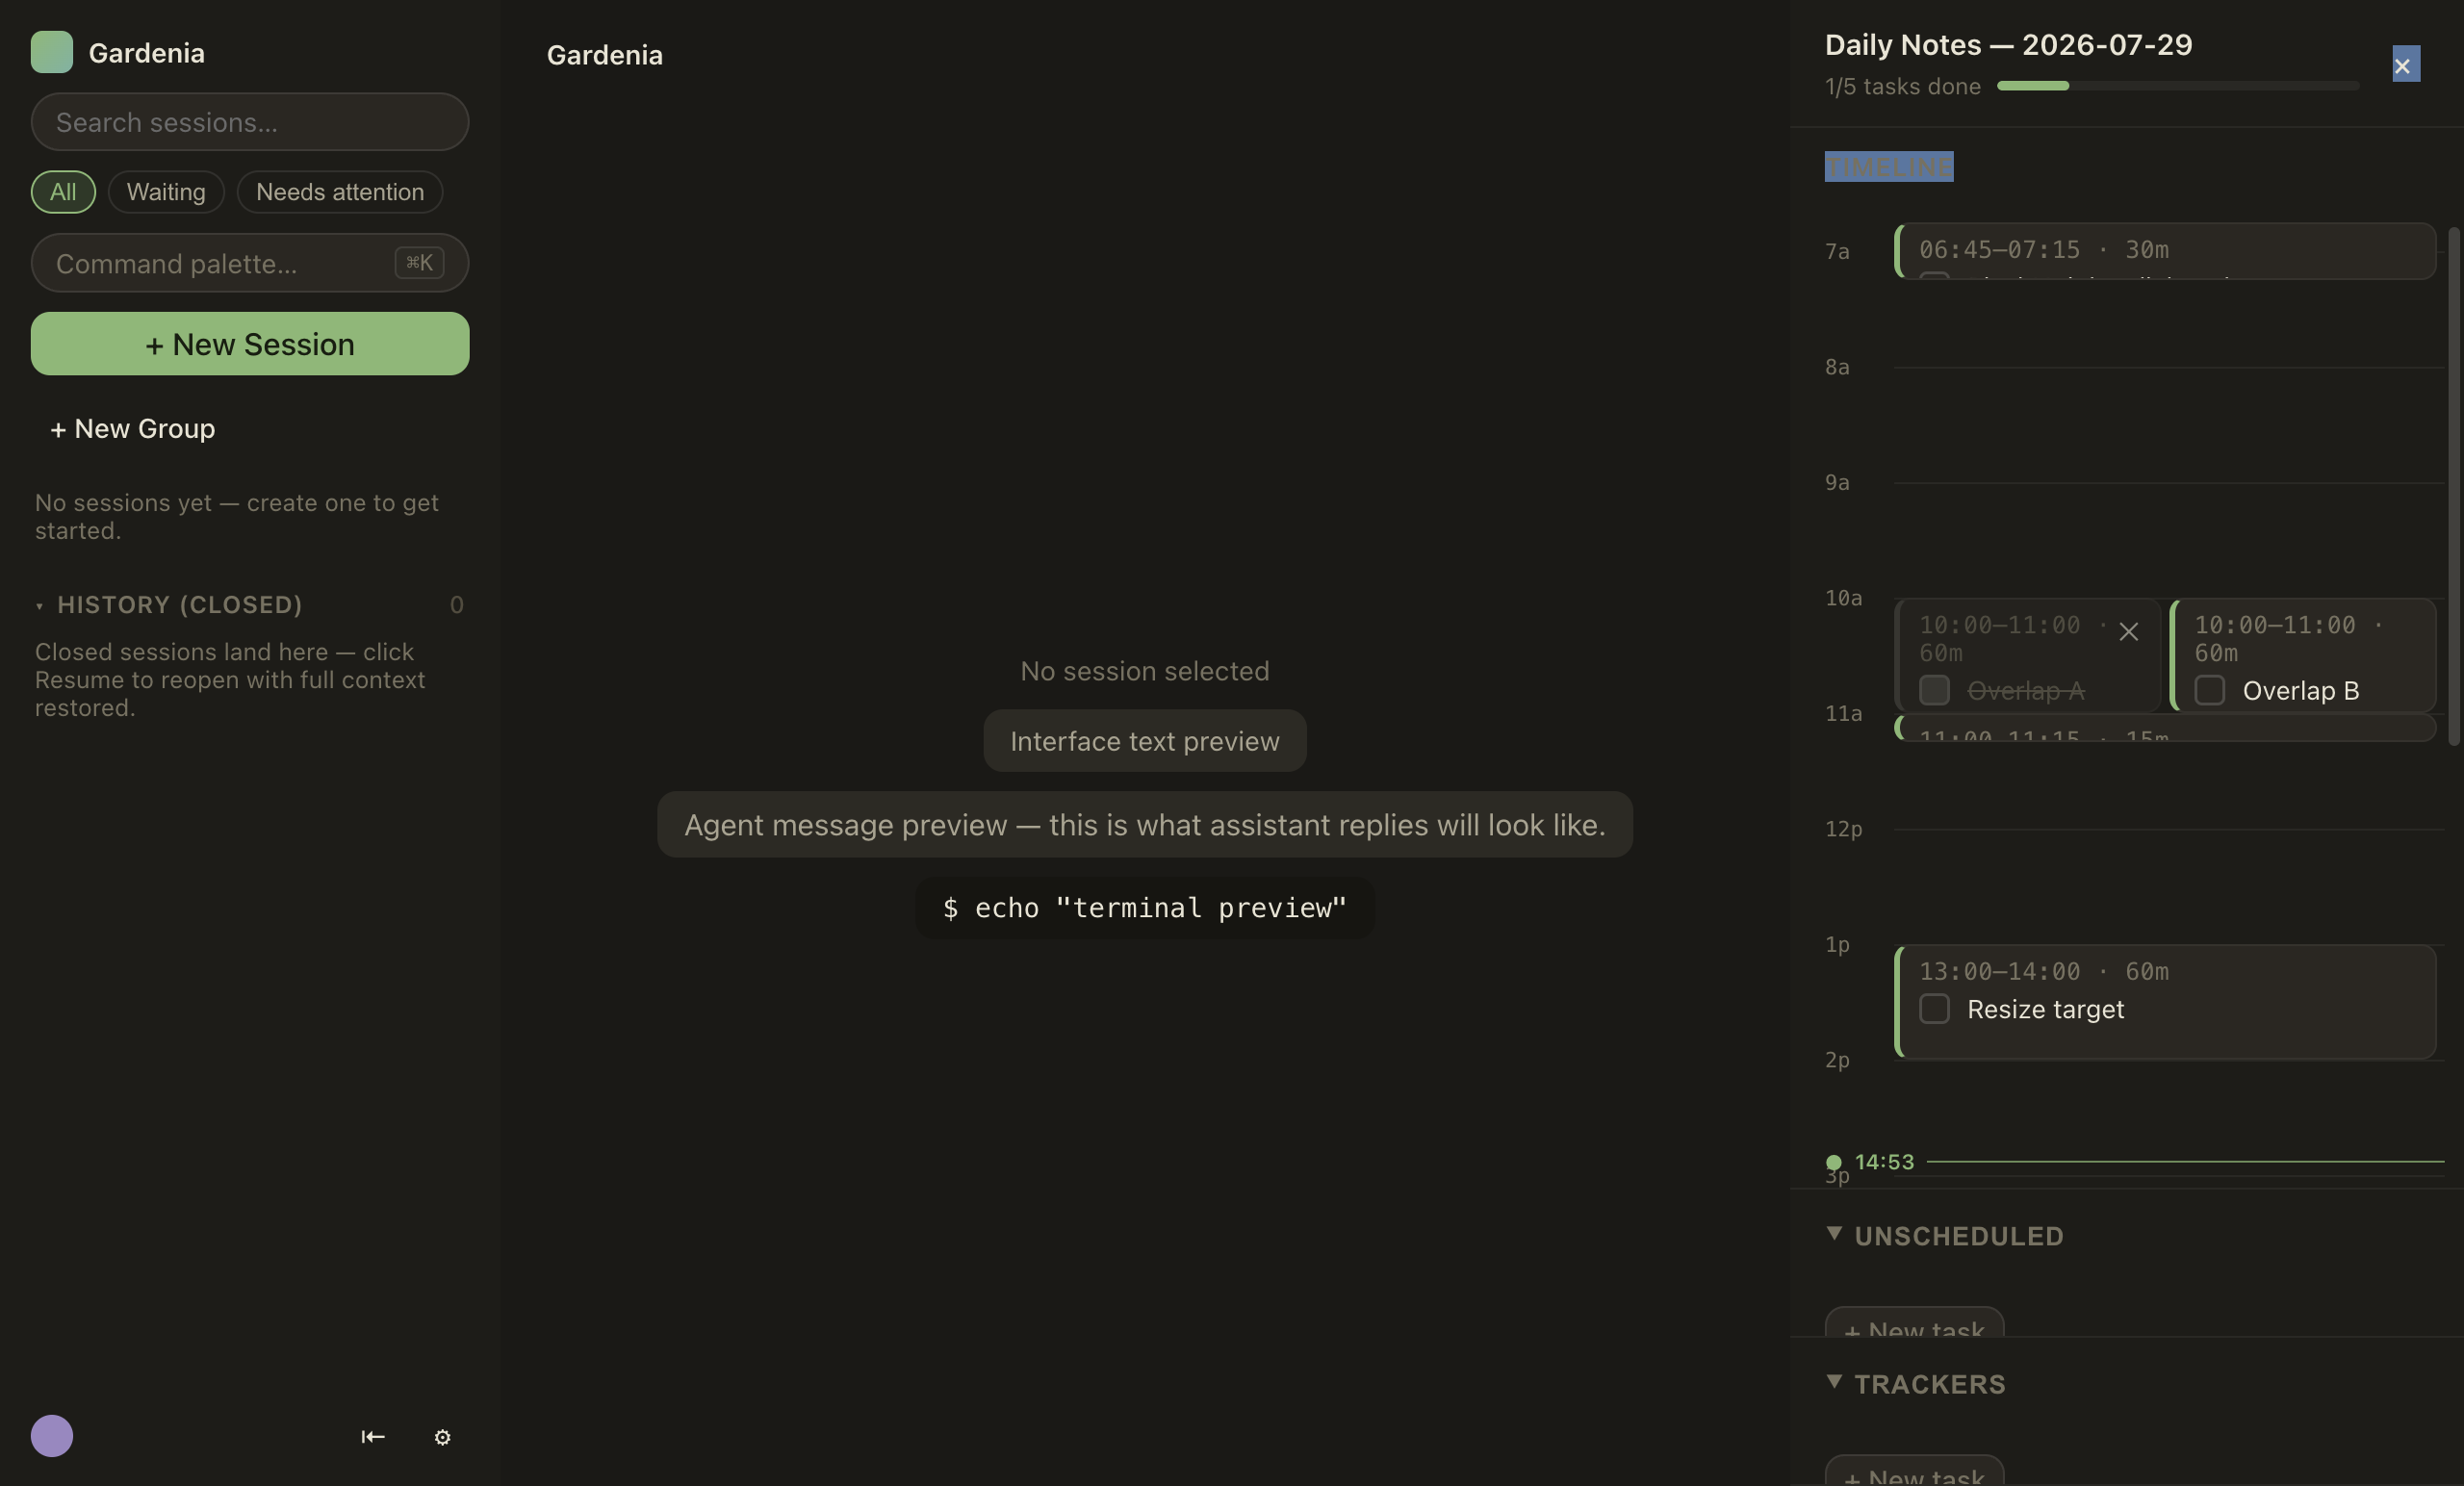 Gardenia
Search sessions...
All
Waiting
Needs attention
Command palette...
⌘K
+ New Session
+ New Group
No sessions yet — create one to get
started.
▾ HISTORY (CLOSED)
0
Closed sessions land here — click
Resume to reopen with full context
restored.
Gardenia
No session selected
Interface text preview
Agent message preview — this is what assistant replies will look like.
$ echo "terminal preview"
Daily Notes — 2026-07-29
×
1/5 tasks done
TIMELINE
7a
06:45–07:15 · 30m
8a
9a
10a
10:00–11:00 ·
60m
Overlap A
10:00–11:00 ·
60m
Overlap B
11a
11:00–11:15 · 15m
12p
1p
13:00–14:00 · 60m
Resize target
2p
14:53
3p
▼ UNSCHEDULED
+ New task
▼ TRACKERS
+ New task